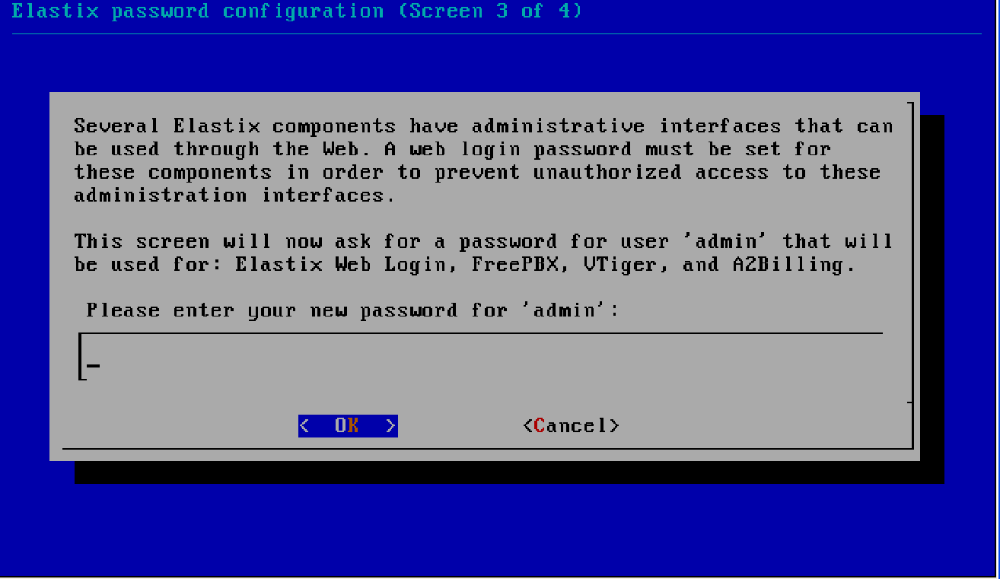 Elastix password configuration (Screen 3 of 4)
Several Elastix components have administrative interfaces that can
be used through the Web. A web login password must be set for
these components in order to prevent unauthorized access to these
administration interfaces.
This screen will now ask for a password for user 'admin' that will
be used for: Elastix Web Login, FreePBX, VTiger, and A2Billing.
Please enter your new password for 'admin':
< OK > <Cancel>